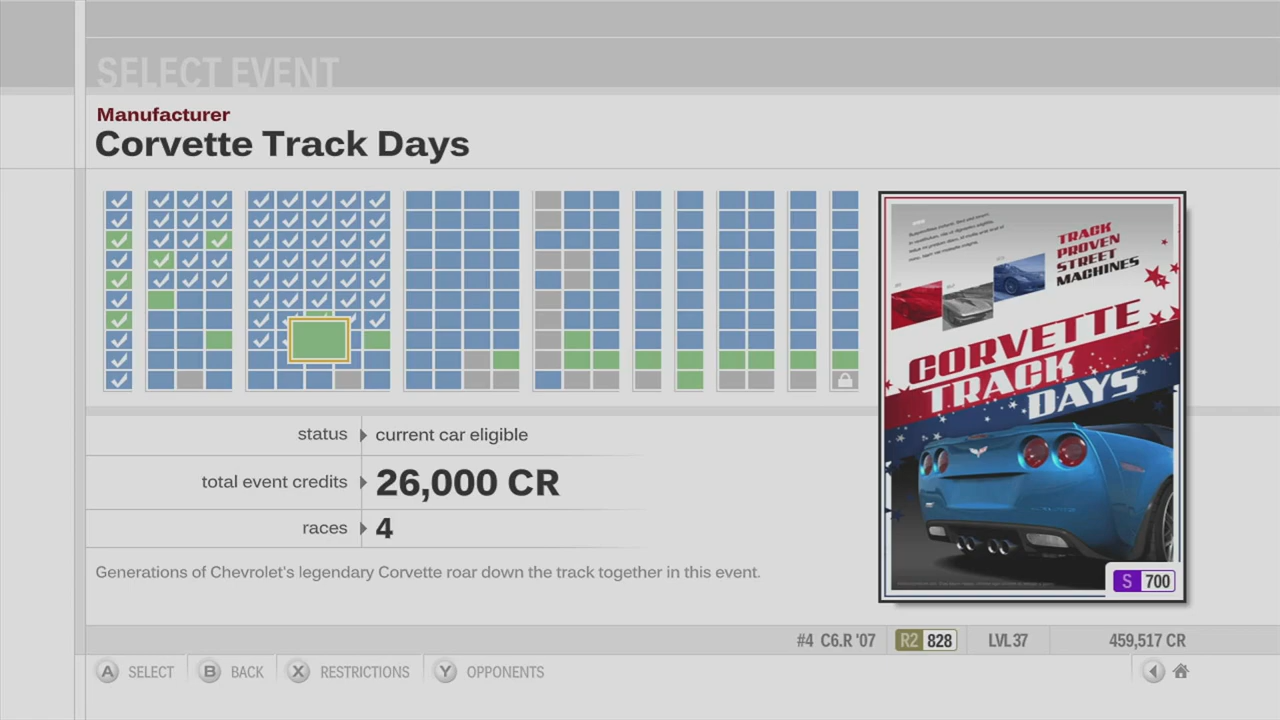 SELECT EVENT
Manufacturer
Corvette Track Days
TRACK
PROVEN
STREET
MACHINES
CORVETTE
TRACK
DAYS
S 700
status current car eligible
total event credits 26,000 CR
races 4
Generations of Chevrolet's legendary Corvette roar down the track together in this event.
#4 C6.R '07 R2 828 LVL 37 459,517 CR
A SELECT B BACK X RESTRICTIONS Y OPPONENTS